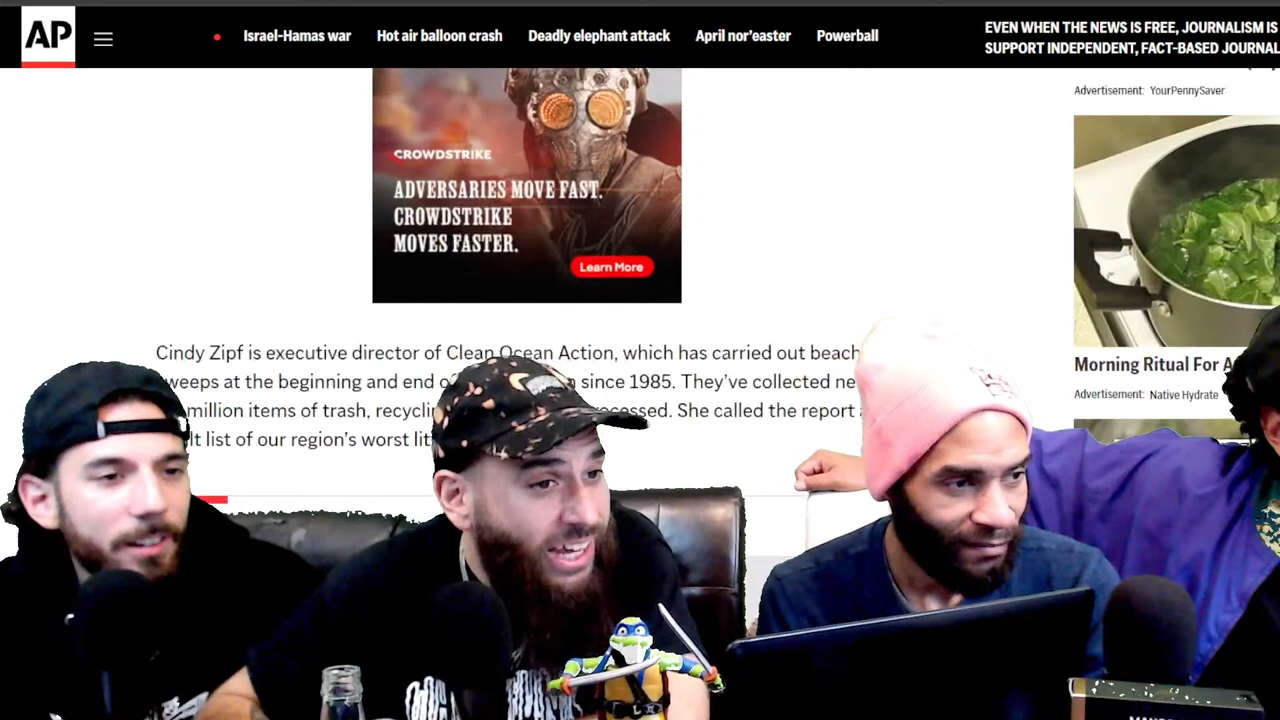 AP
Israel-Hamas war
Hot air balloon crash
Deadly elephant attack
April nor'easter
Powerball
EVEN WHEN THE NEWS IS FREE, JOURNALISM IS
SUPPORT INDEPENDENT, FACT-BASED JOURNAL
Advertisement: YourPennySaver
CROWDSTRIKE
ADVERSARIES MOVE FAST.
CROWDSTRIKE
MOVES FASTER.
Learn More
Cindy Zipf is executive director of Clean Ocean Action, which has carried out beach
weeps at the beginning and end o since 1985. They've collected ne
million items of trash, recyclin ocessed. She called the report
lt list of our region's worst lit
Morning Ritual For A
Advertisement: Native Hydrate